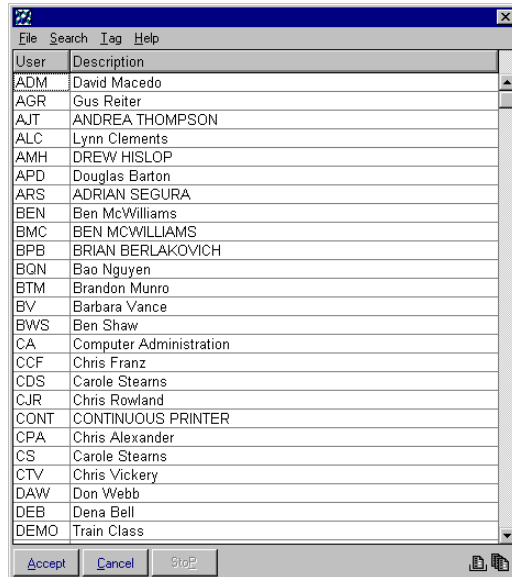 File Search Tag Help
User Description
ADM David Macedo
AGR Gus Reiter
AJT ANDREA THOMPSON
ALC Lynn Clements
AMH DREW HISLOP
APD Douglas Barton
ARS ADRIAN SEGURA
BEN Ben McWilliams
BMC BEN MCWILLIAMS
BPB BRIAN BERLAKOVICH
BQN Bao Nguyen
BTM Brandon Munro
BV Barbara Vance
BWS Ben Shaw
CA Computer Administration
CCF Chris Franz
CDS Carole Stearns
CJR Chris Rowland
CONT CONTINUOUS PRINTER
CPA Chris Alexander
CS Carole Stearns
CTV Chris Vickery
DAW Don Webb
DEB Dena Bell
DEMO Train Class
Accept Cancel StoP